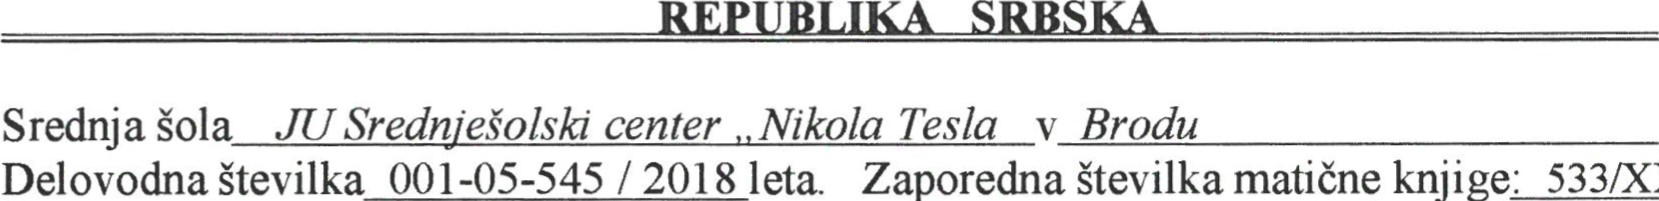 REPUBLIKA SRBSKA
Srednja šola JU Srednješolski center „Nikola Tesla v Brodu
Delovodna številka 001-05-545 / 2018 leta. Zaporedna številka matične knjige: 533/XI